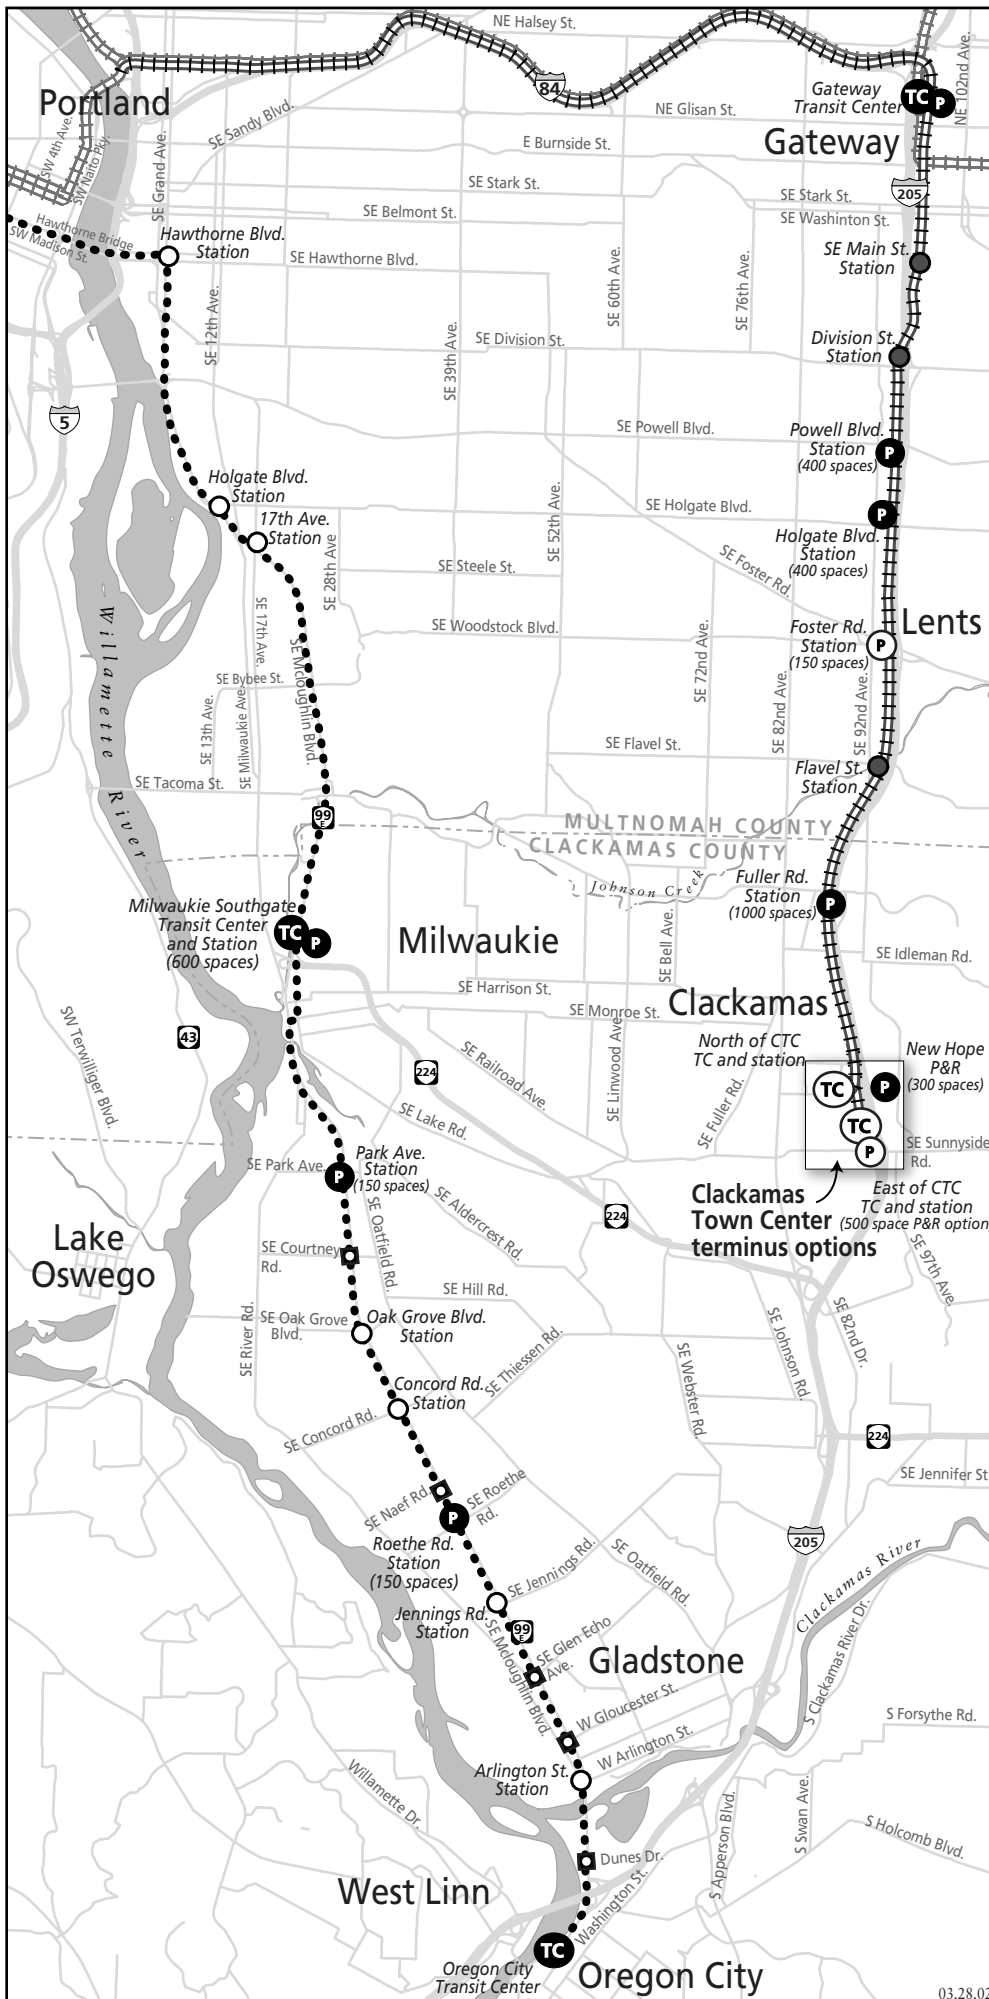 NE Halsey St.
84
Gateway
Transit Center
TC
P
NE 102nd Ave.
Portland
SE Sandy Blvd.
NE Glisan St.
Gateway
SW 4th Ave.
SW Naito Pky.
SE Grand Ave.
E Burnside St.
SE Stark St.
SE Stark St.
205
SE Belmont St.
SE Washinton St.
Hawthorne Bridge
SW Madison St.
Hawthorne Blvd.
Station
SE Hawthorne Blvd.
SE Main St.
Station
SE 12th Ave.
SE 39th Ave.
SE 60th Ave.
SE 76th Ave.
SE Division St.
Division St.
Station
5
SE Powell Blvd.
Powell Blvd.
Station
(400 spaces)
P
Holgate Blvd.
Station
17th Ave.
Station
SE 28th Ave
SE 52th Ave.
SE Holgate Blvd.
P
Holgate Blvd.
Station
(400 spaces)
SE Steele St.
SE Foster Rd.
SE 17th Ave.
SE Woodstock Blvd.
Foster Rd.
Station
(150 spaces)
P
Lents
Willamette
River
SE Mcloughlin Blvd.
SE Bybee St.
SE 13th Ave.
SE Milwaukie Ave.
SE 72nd Ave.
SE 82nd Ave.
SE 92nd Ave.
SE Flavel St.
Flavel St.
Station
SE Tacoma St.
99
E
MULTNOMAH COUNTY
CLACKAMAS COUNTY
Johnson Creek
Fuller Rd.
Station
(1000 spaces)
P
Milwaukie Southgate
Transit Center
and Station
(600 spaces)
TC
P
Milwaukie
SE Bell Ave.
SE Idleman Rd.
SE Harrison St.
SE Monroe St.
Clackamas
SW Terwilliger Blvd.
43
224
SE Railroad Ave.
SE Linwood Ave.
SE Fuller Rd.
North of CTC
TC and station
New Hope
P&R
(300 spaces)
TC
P
TC
P
SE Lake Rd.
SE Sunnyside
Rd.
SE Park Ave.
Park Ave.
Station
(150 spaces)
P
Clackamas
Town Center
terminus options
East of CTC
TC and station
(500 space P&R option)
SE Oatfield Rd.
SE Aldercrest Rd.
224
Lake
Oswego
SE Courtney
Rd.
SE 97th Ave.
SE Hill Rd.
SE River Rd.
SE Oak Grove
Blvd.
Oak Grove Blvd.
Station
SE Thiessen Rd.
SE Webster Rd.
SE Johnson Rd.
SE 82nd Dr.
Concord Rd.
Station
SE Concord Rd.
224
SE Jennifer St
SE Naef Rd.
SE Roethe
Rd.
P
Roethe Rd.
Station
(150 spaces)
205
Clackamas River
SE Jennings Rd.
SE Oatfield Rd.
Jennings Rd.
Station
99
E
SE Mcloughlin Blvd.
SE Glen Echo
Ave.
Gladstone
S Clackamas River Dr.
W Gloucester St.
S Forsythe Rd.
W Arlington St.
Arlington St.
Station
Willamette Dr.
S Apperson Blvd.
S Swan Ave.
S Holcomb Blvd.
Dunes Dr.
West Linn
Washington St.
TC
Oregon City
Transit Center
Oregon City
03.28.02